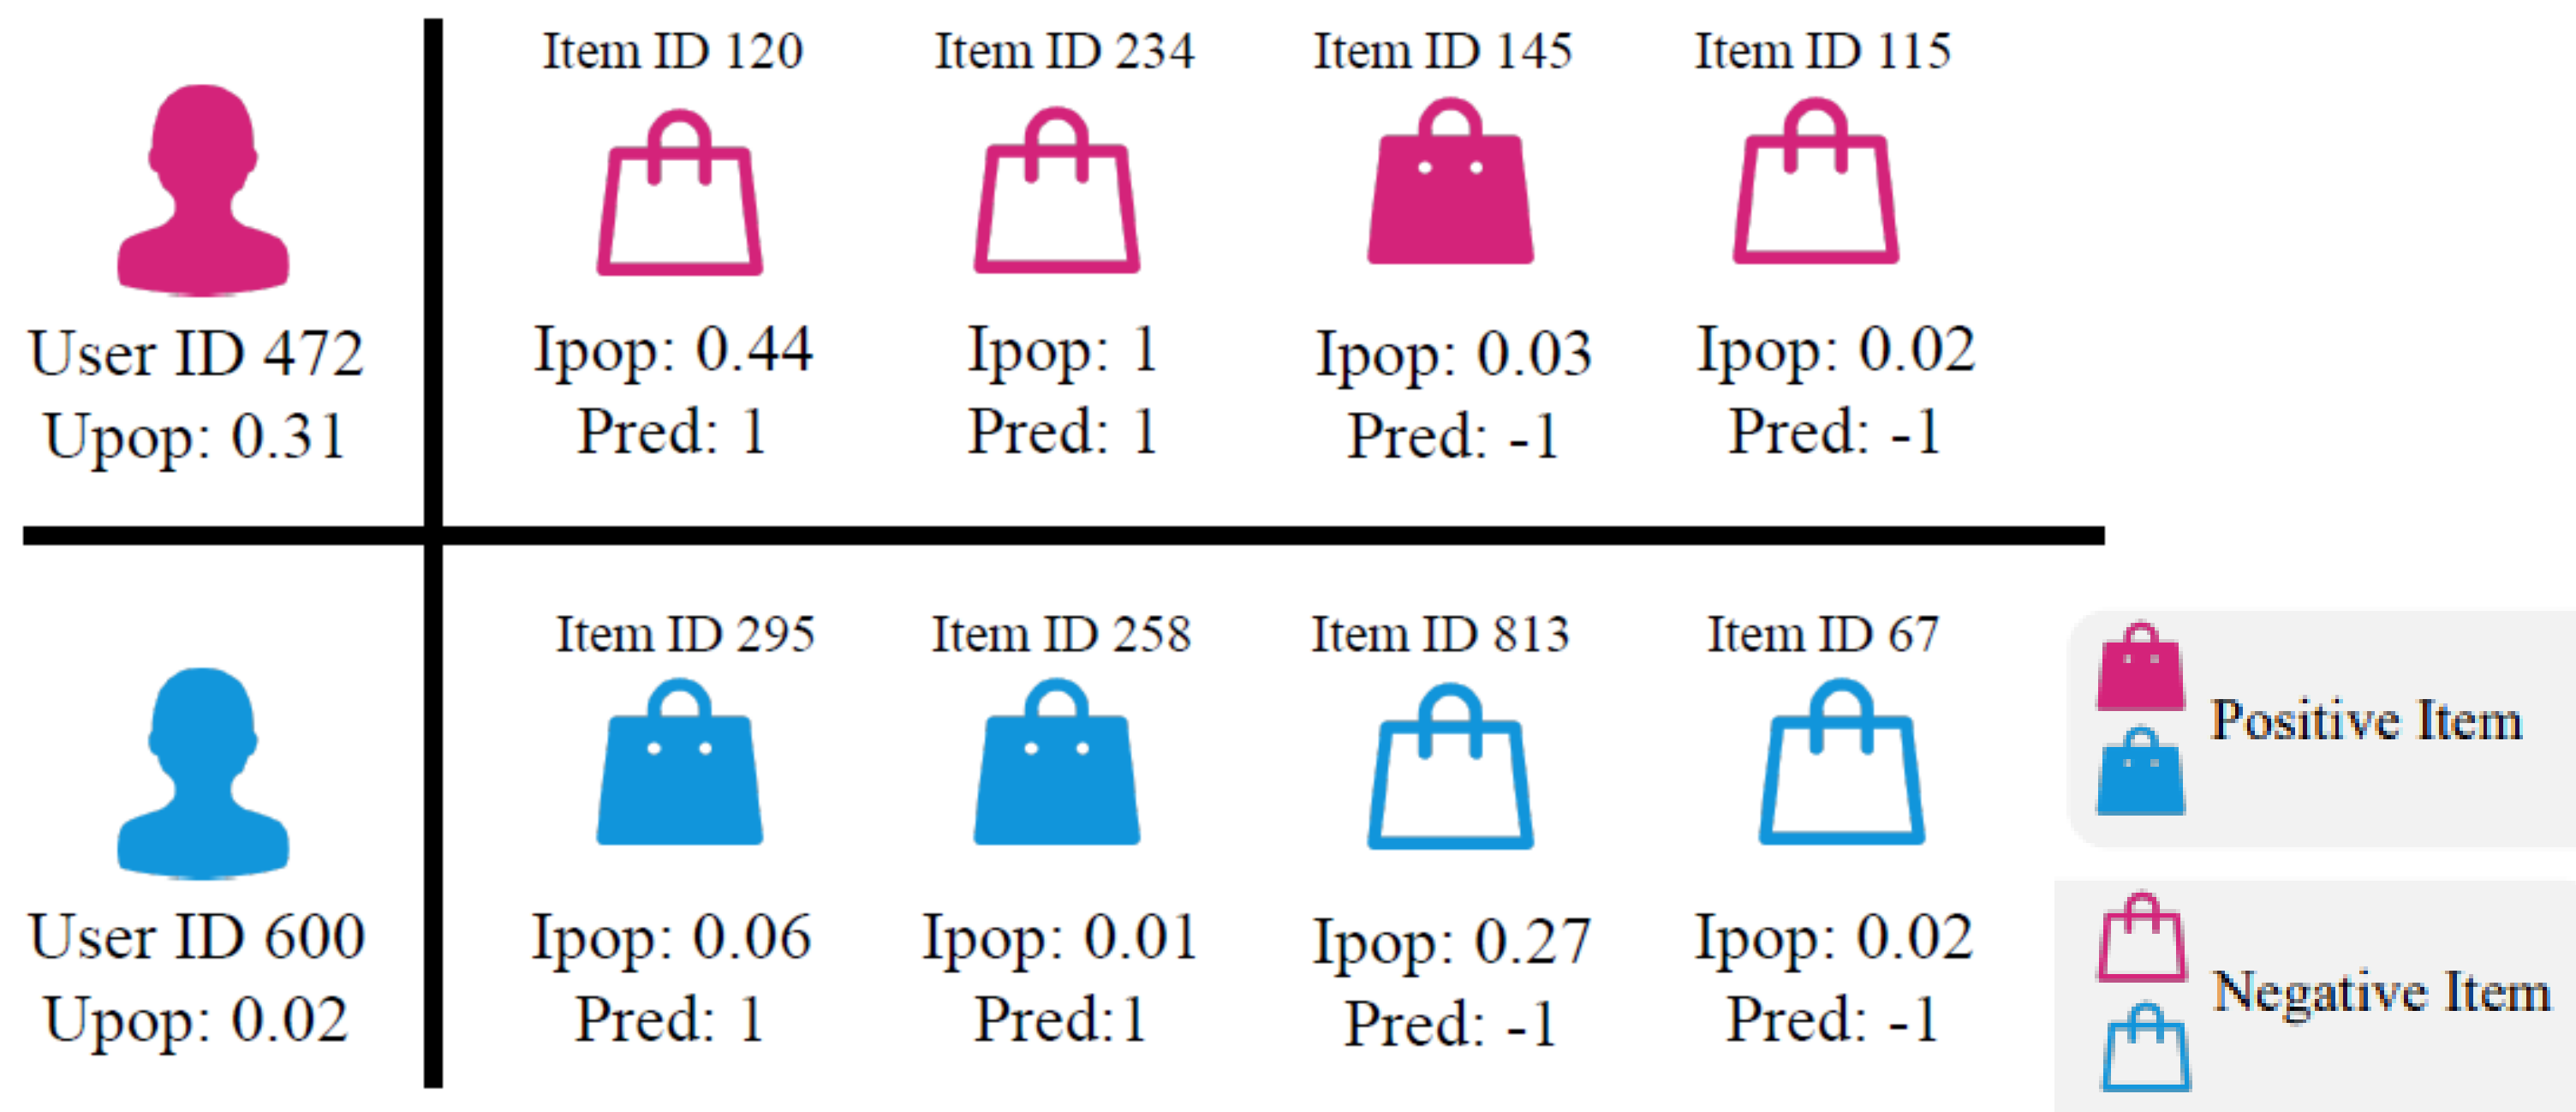 Item ID 120
Item ID 234
Item ID 145
Item ID 115
User ID 472
Upop: 0.31
Ipop: 0.44
Pred: 1
Ipop: 1
Pred: 1
Ipop: 0.03
Pred: -1
Ipop: 0.02
Pred: -1
Item ID 295
Item ID 258
Item ID 813
Item ID 67
User ID 600
Upop: 0.02
Ipop: 0.06
Pred: 1
Ipop: 0.01
Pred:1
Ipop: 0.27
Pred: -1
Ipop: 0.02
Pred: -1
Positive Item
Negative Item